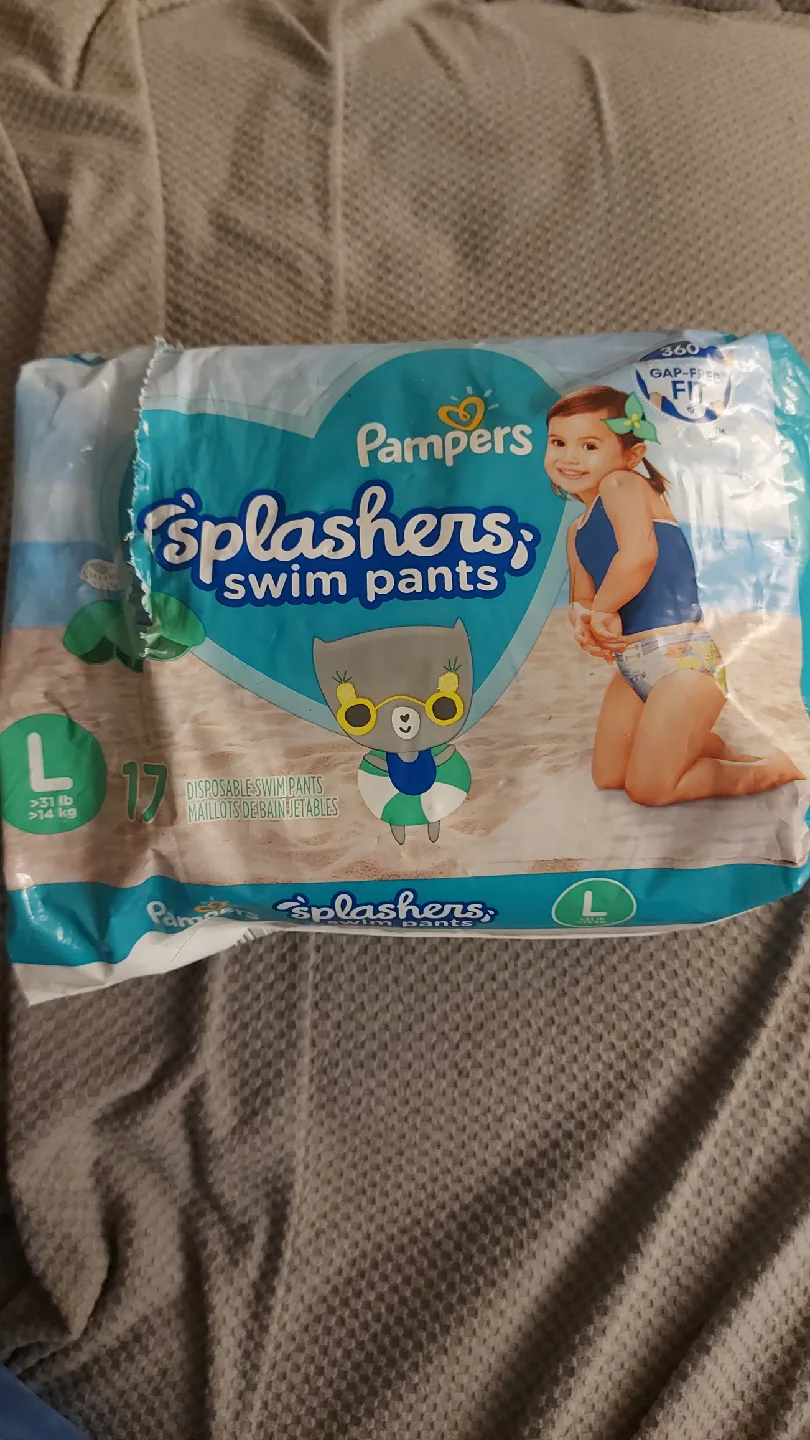 360°
GAP-FREE
FIT
Pampers
splashers
swim pants
L
>31 lb
>14 kg
17
DISPOSABLE SWIM PANTS
MAILLOTS DE BAIN JETABLES
Pampers
splashers
swim pants
L